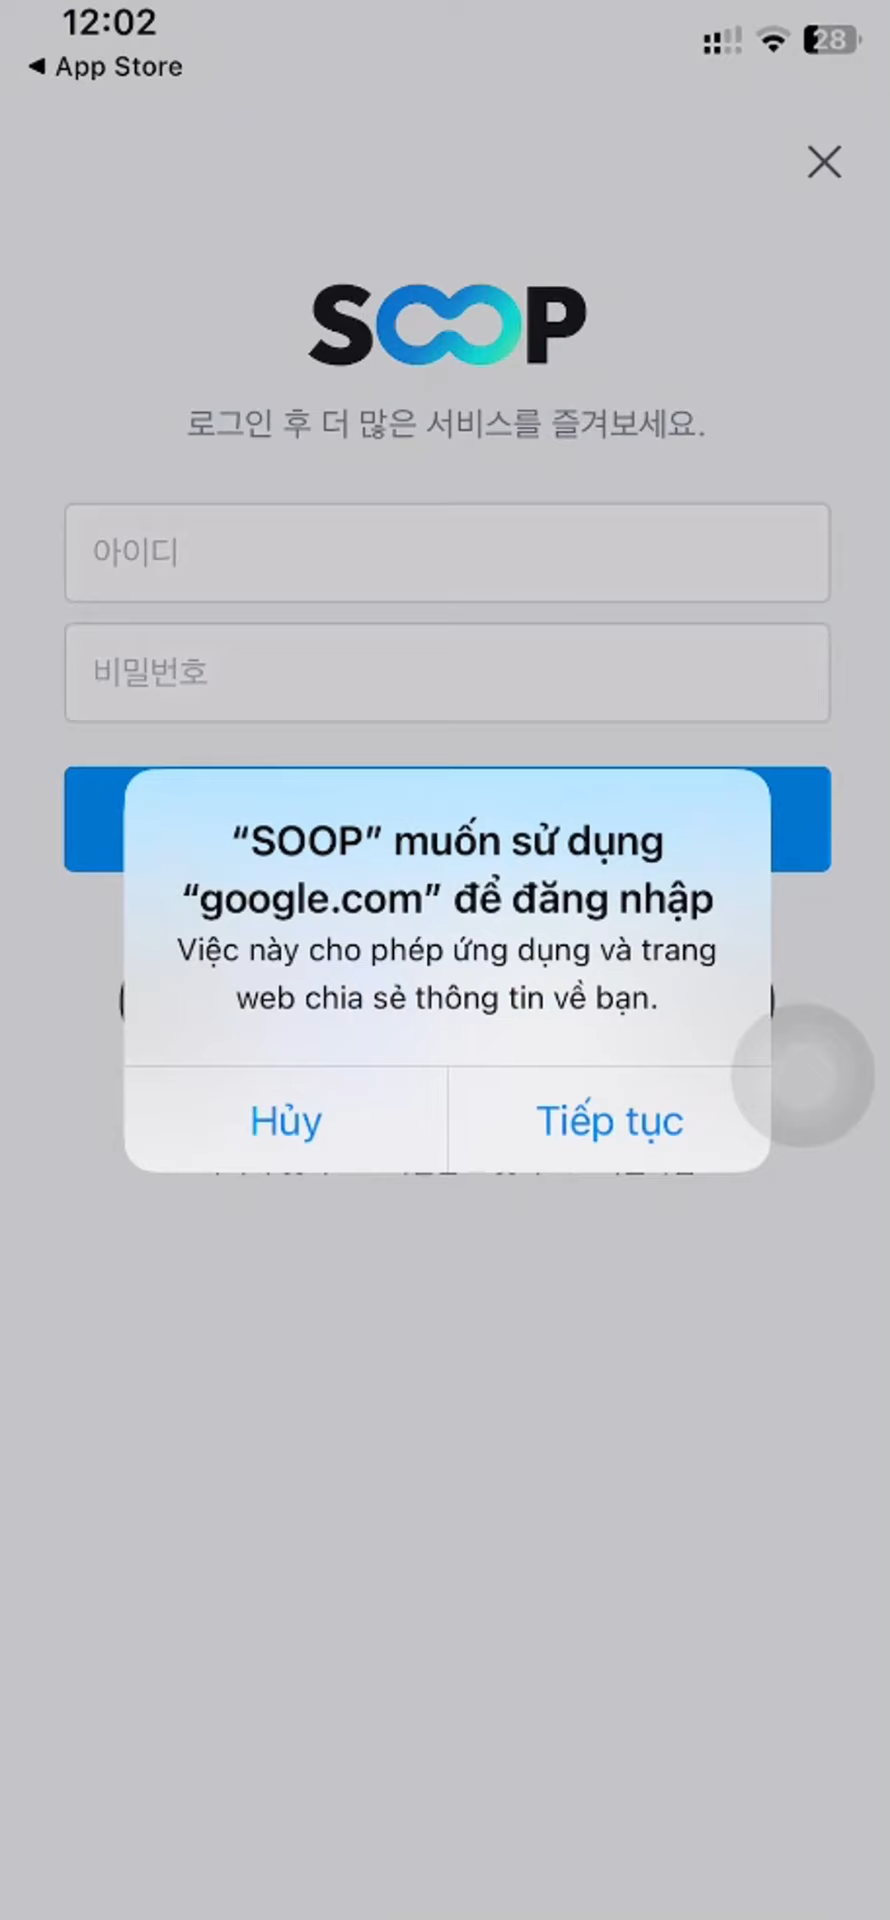 12:02
28
◀ App Store
SOOP
로그인 후 더 많은 서비스를 즐겨보세요.
아이디
비밀번호
“SOOP” muốn sử dụng
“google.com” để đăng nhập
Việc này cho phép ứng dụng và trang
web chia sẻ thông tin về bạn.
Hủy
Tiếp tục